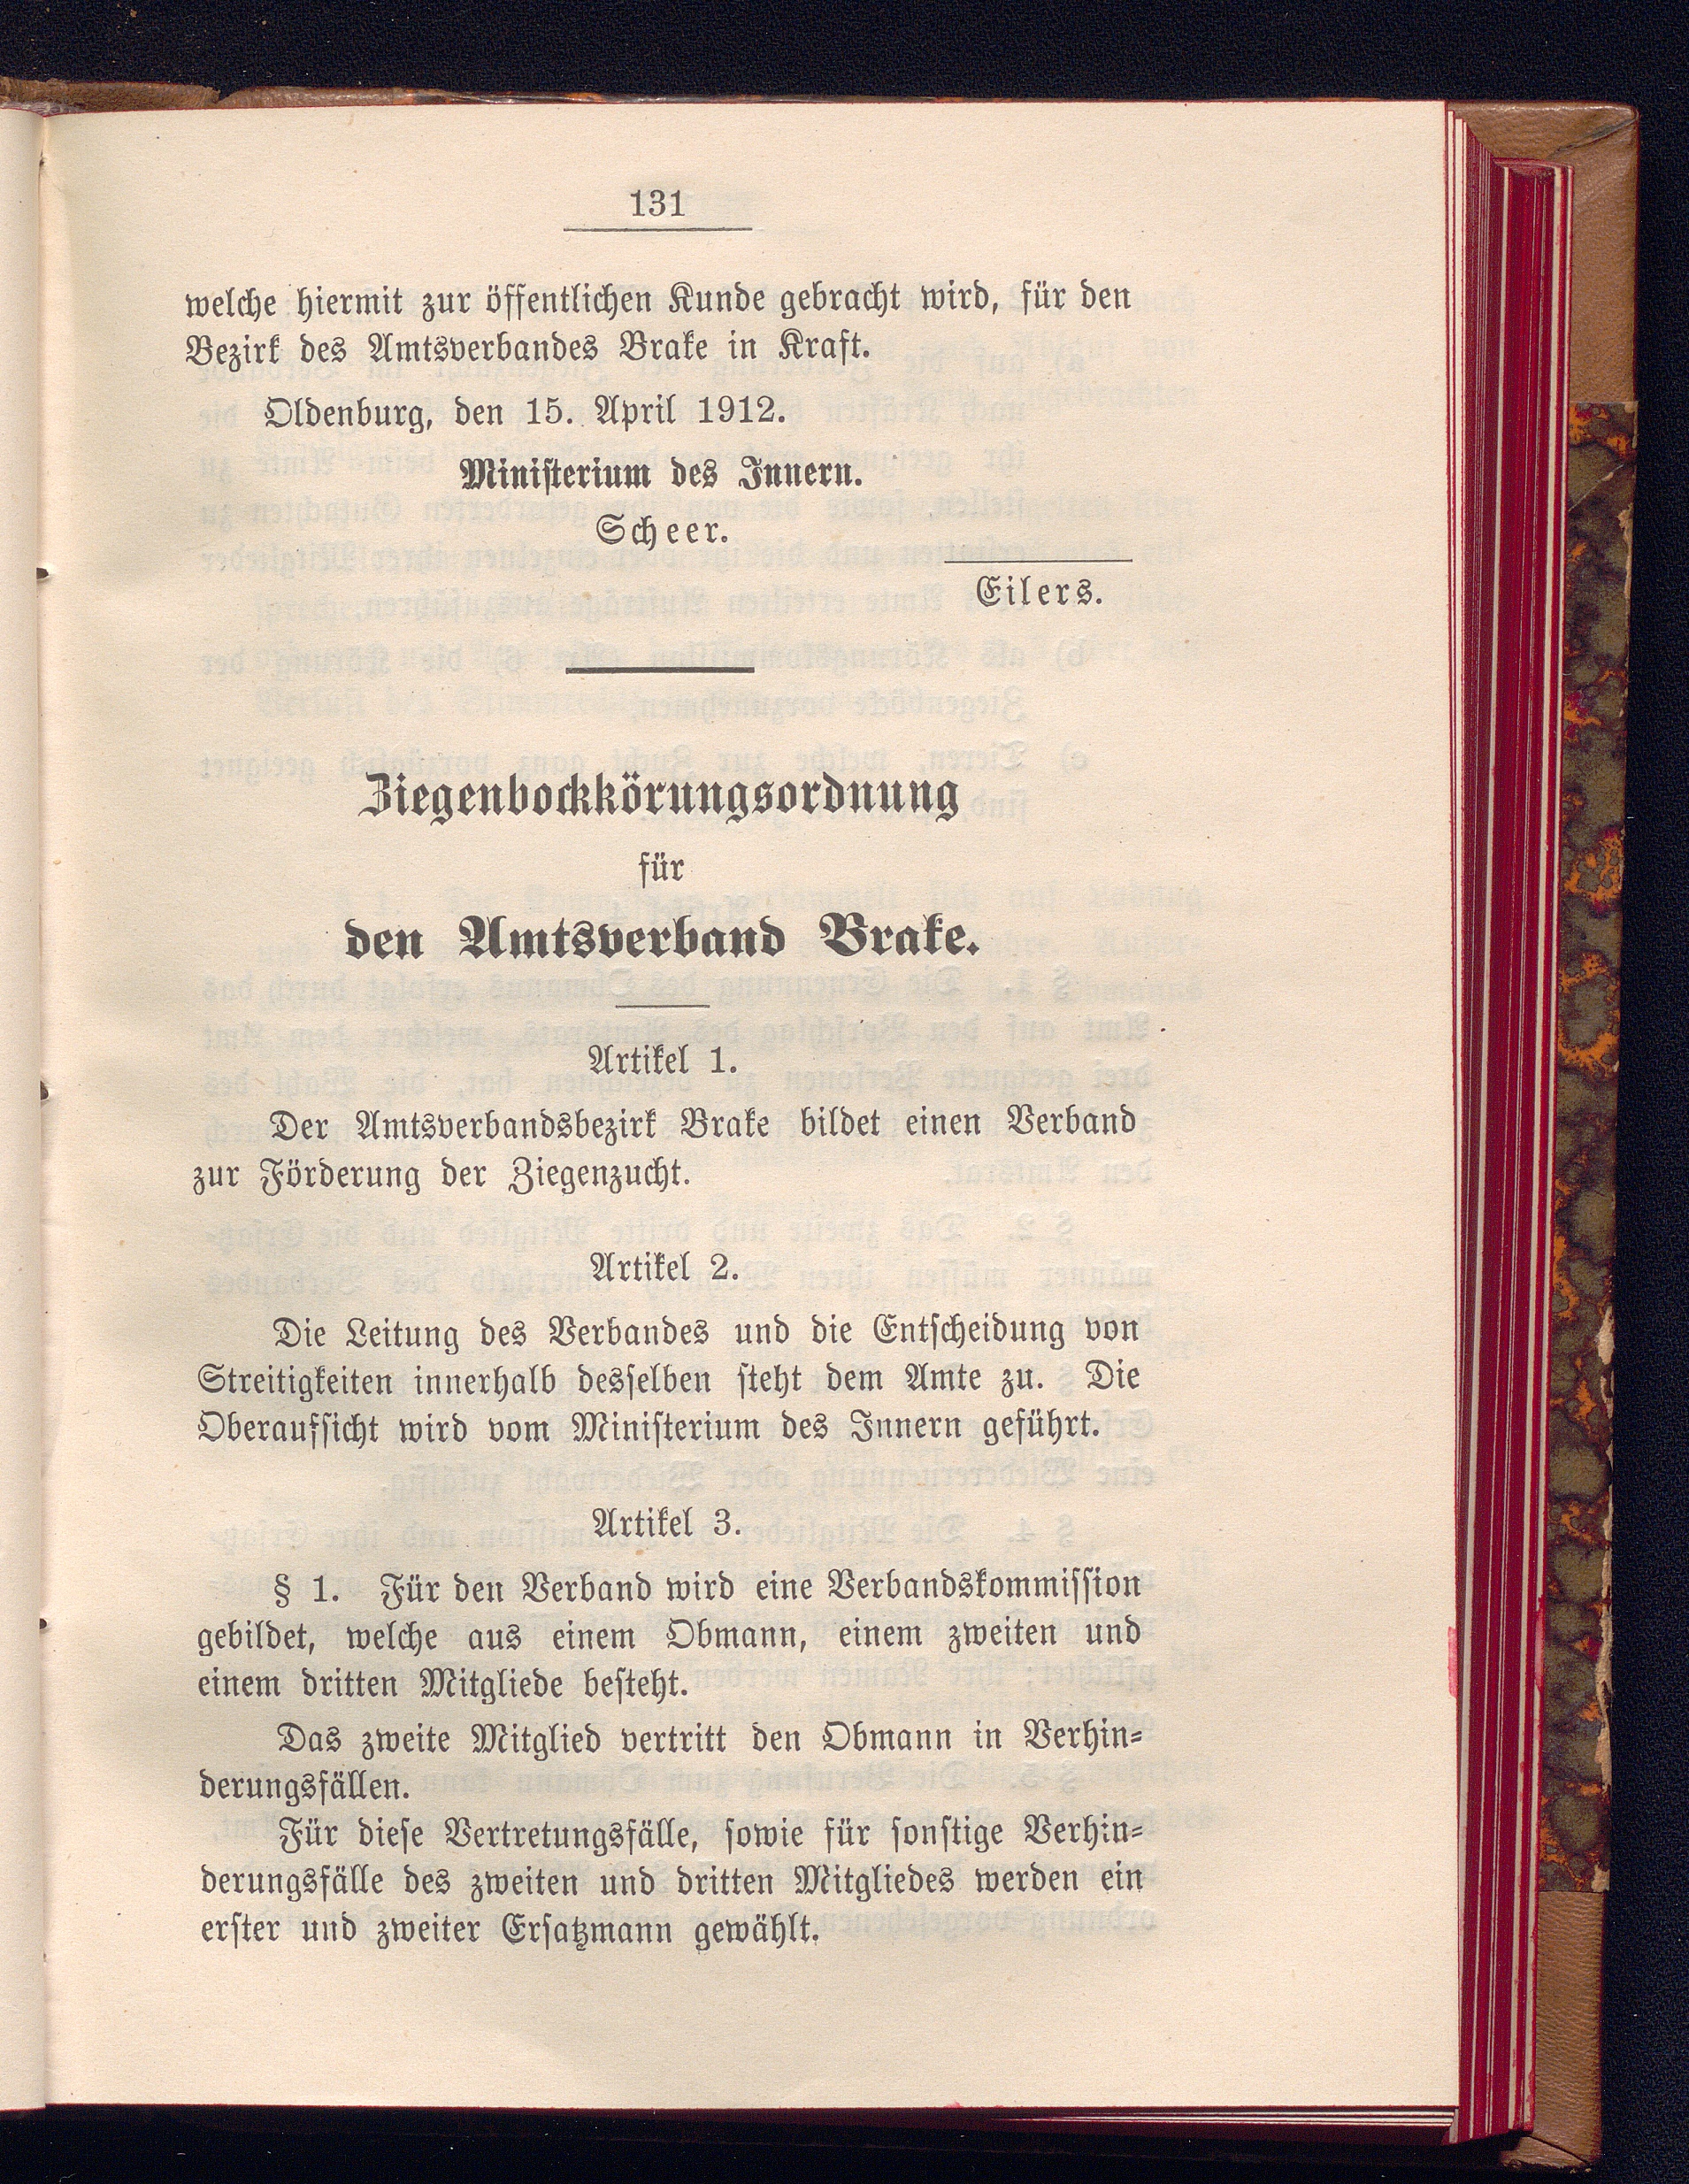 131
welche hiermit zur öffentlichen Kunde gebracht wird, für den
Bezirk des Amtsverbandes Brake in Kraft.
Oldenburg, den 15. April 1912.
Ministerium des Innern.
Scheer.
Eilers.
Ziegenbockkörungsordnung
für
den Amtsverband Brake.
Artikel 1.
Der Amtsverbandsbezirk Brake bildet einen Verband
zur Förderung der Ziegenzucht.
Artikel 2.
Die Leitung des Verbandes und die Entscheidung von
Streitigkeiten innerhalb desselben steht dem Amte zu. Die
Oberaufsicht wird vom Ministerium des Innern geführt.
Artikel 3.
§ 1. Für den Verband wird eine Verbandskommission
gebildet, welche aus einem Obmann, einem zweiten und
einem dritten Mitgliede besteht.
Das zweite Mitglied vertritt den Obmann in Verhin=
derungsfällen.
Für diese Vertretungsfälle, sowie für sonstige Verhin=
derungsfälle des zweiten und dritten Mitgliedes werden ein
erster und zweiter Ersatzmann gewählt.